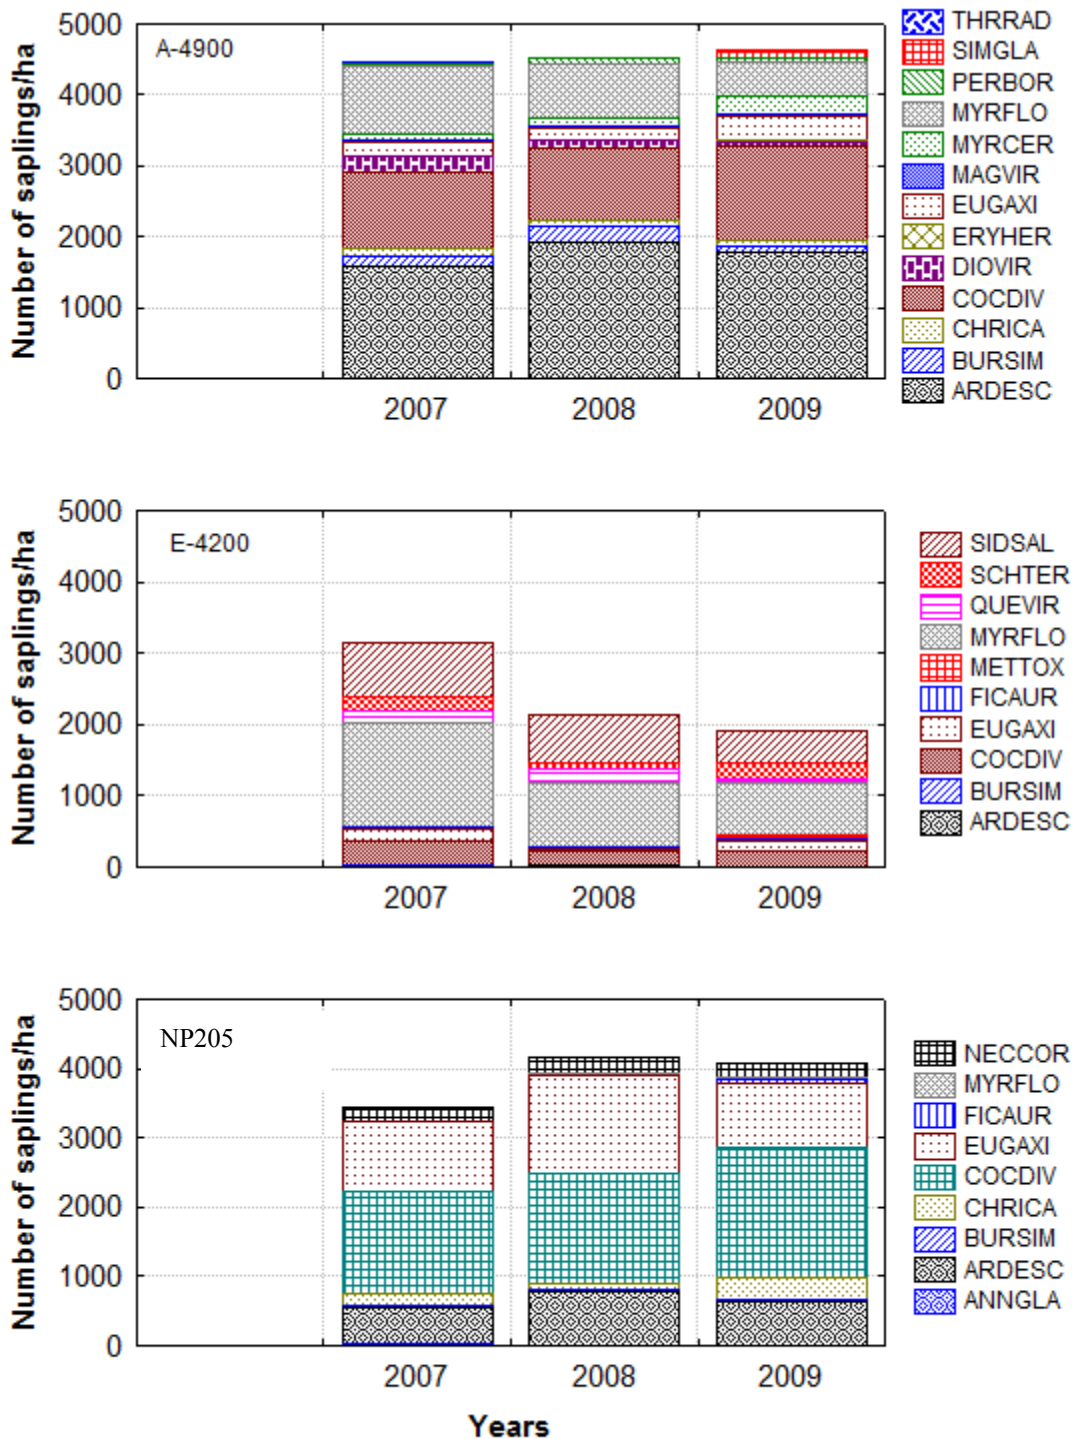 A-4900
Number of saplings/ha
5000
4000
3000
2000
1000
0
2007 2008 2009
THRRAD
SIMGLA
PERBOR
MYRFLO
MYRCER
MAGVIR
EUGAXI
ERYHER
DIOVIR
COCDIV
CHRICA
BURSIM
ARDESC
E-4200
Number of saplings/ha
5000
4000
3000
2000
1000
0
2007 2008 2009
SIDSAL
SCHTER
QUEVIR
MYRFLO
METTOX
FICAUR
EUGAXI
COCDIV
BURSIM
ARDESC
NP205
Number of saplings/ha
5000
4000
3000
2000
1000
0
2007 2008 2009
NECCOR
MYRFLO
FICAUR
EUGAXI
COCDIV
CHRICA
BURSIM
ARDESC
ANNGLA
Years